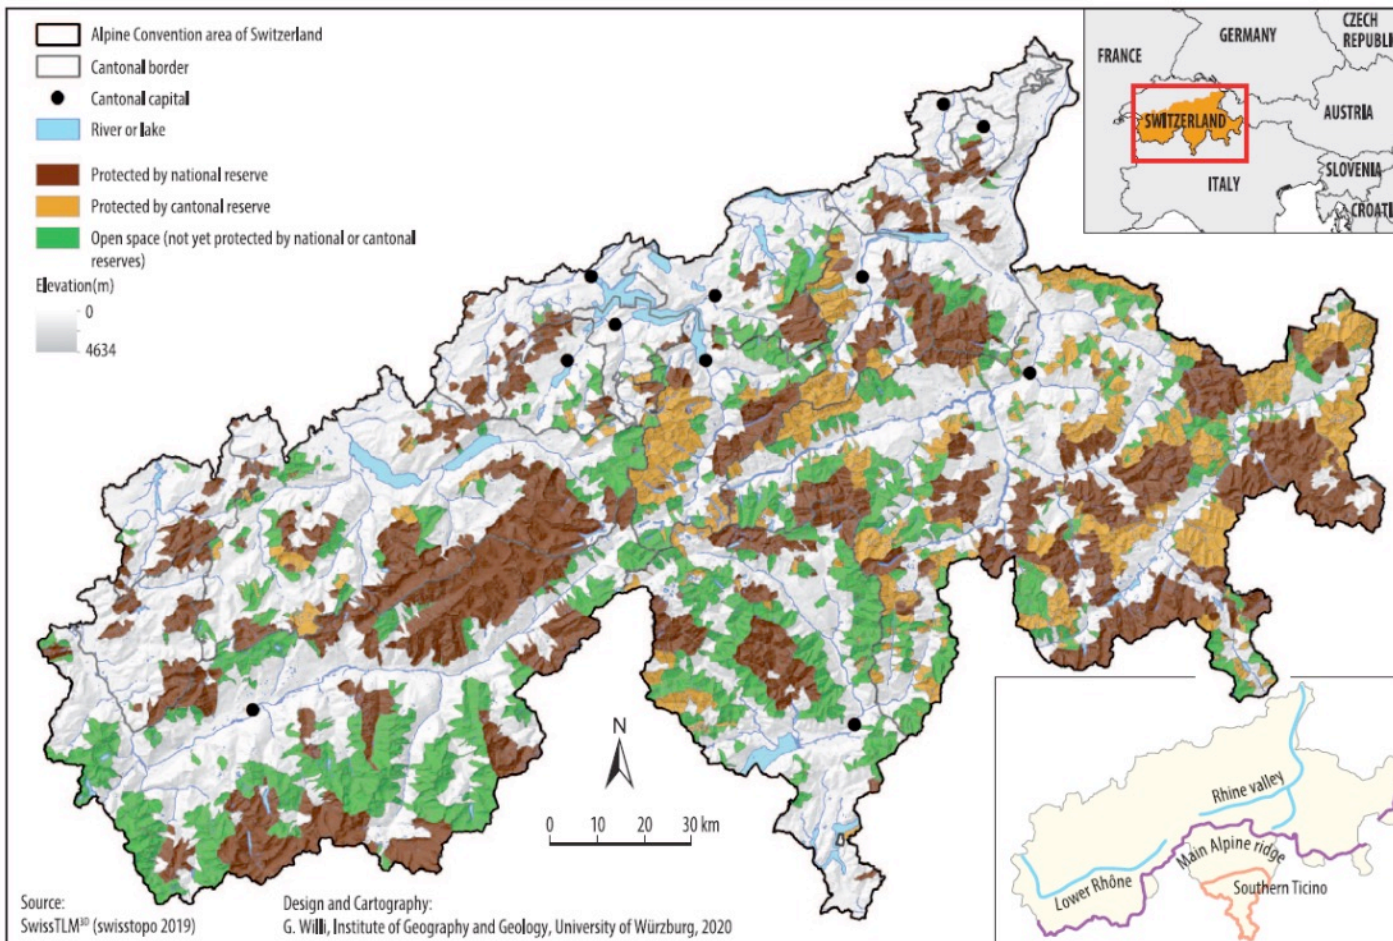 Alpine Convention area of Switzerland
Cantonal border
Cantonal capital
River or lake
Protected by national reserve
Protected by cantonal reserve
Open space (not yet protected by national or cantonal
reserves)
Elevation(m)
0
4634
FRANCE
GERMANY
CZECH
REPUBLI
SWITZERLAND
AUSTRIA
SLOVENIA
ITALY
CROATI
N
0 10 20 30 km
Rhine valley
Main Alpine ridge
Lower Rhône
Southern Ticino
Source:
SwissTLM³ᴰ (swisstopo 2019)
Design and Cartography:
G. Willi, Institute of Geography and Geology, University of Würzburg, 2020